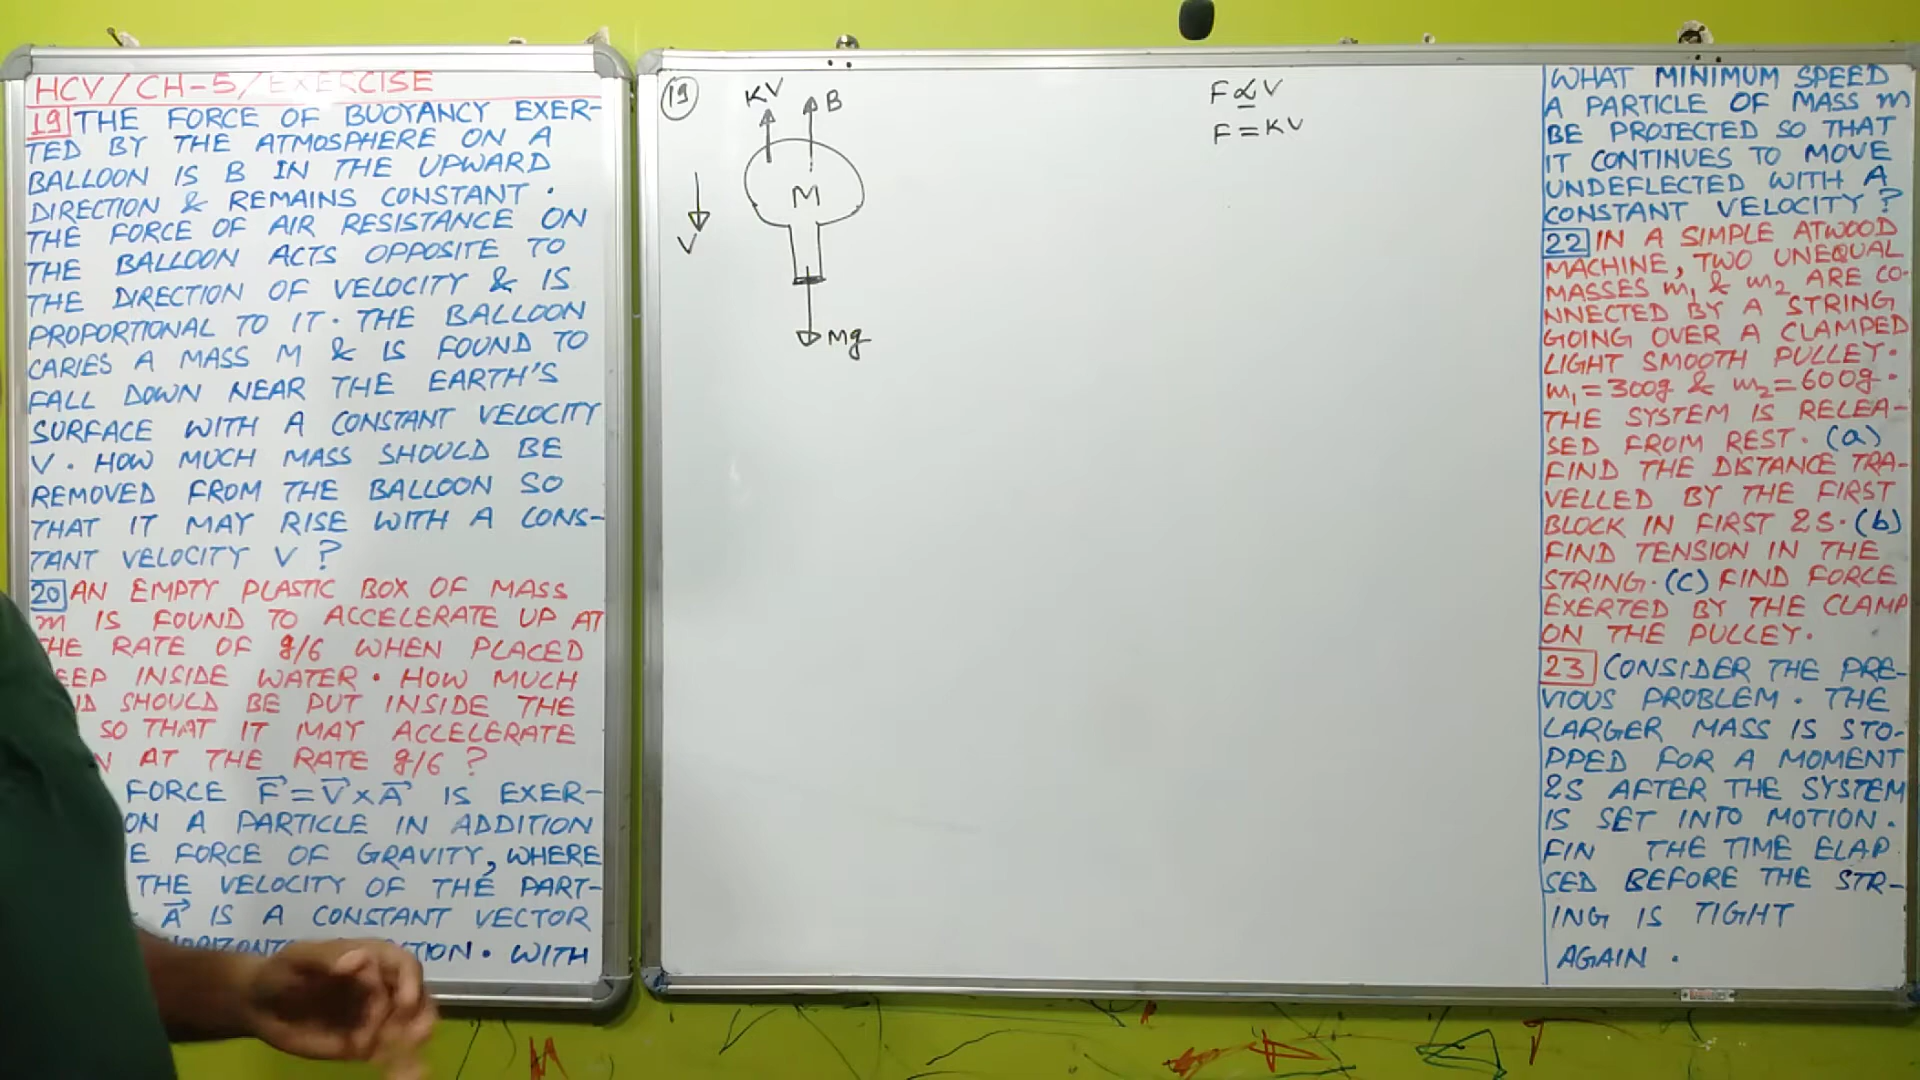 HCV/CH-5/EXERCISE
19 THE FORCE OF BUOYANCY EXER-
TED BY THE ATMOSPHERE ON A
BALLOON IS B IN THE UPWARD
DIRECTION & REMAINS CONSTANT.
THE FORCE OF AIR RESISTANCE ON
THE BALLOON ACTS OPPOSITE TO
THE DIRECTION OF VELOCITY & IS
PROPORTIONAL TO IT. THE BALLOON
CARIES A MASS M & IS FOUND TO
FALL DOWN NEAR THE EARTH'S
SURFACE WITH A CONSTANT VELOCITY
V. HOW MUCH MASS SHOULD BE
REMOVED FROM THE BALLOON SO
THAT IT MAY RISE WITH A CONS-
TANT VELOCITY V?
20 AN EMPTY PLASTIC BOX OF MASS
m IS FOUND TO ACCELERATE UP AT
THE RATE OF g/6 WHEN PLACED
EEP INSIDE WATER. HOW MUCH
SHOULD BE PUT INSIDE THE
SO THAT IT MAY ACCELERATE
N AT THE RATE g/6?
FORCE F⃗=V⃗×A⃗ IS EXER-
ON A PARTICLE IN ADDITION
E FORCE OF GRAVITY, WHERE
THE VELOCITY OF THE PART-
A⃗ IS A CONSTANT VECTOR
TION. WITH
19
KV
B
M
V
Mg
F∝V
F=KV
WHAT MINIMUM SPEED
A PARTICLE OF MASS m
BE PROJECTED SO THAT
IT CONTINUES TO MOVE
UNDEFLECTED WITH A
CONSTANT VELOCITY?
22 IN A SIMPLE ATWOOD
MACHINE, TWO UNEQUAL
MASSES m₁ & m₂ ARE CO-
NNECTED BY A STRING
GOING OVER A CLAMPED
LIGHT SMOOTH PULLEY.
m₁=300g & m₂=600g.
THE SYSTEM IS RELEA-
SED FROM REST. (a)
FIND THE DISTANCE TRA-
VELLED BY THE FIRST
BLOCK IN FIRST 2S. (b)
FIND TENSION IN THE
STRING. (C) FIND FORCE
EXERTED BY THE CLAMP
ON THE PULLEY.
23 CONSIDER THE PRE-
VIOUS PROBLEM. THE
LARGER MASS IS STO-
PPED FOR A MOMENT
2S AFTER THE SYSTEM
IS SET INTO MOTION.
FIN THE TIME ELAP
SED BEFORE THE STR-
ING IS TIGHT
AGAIN.